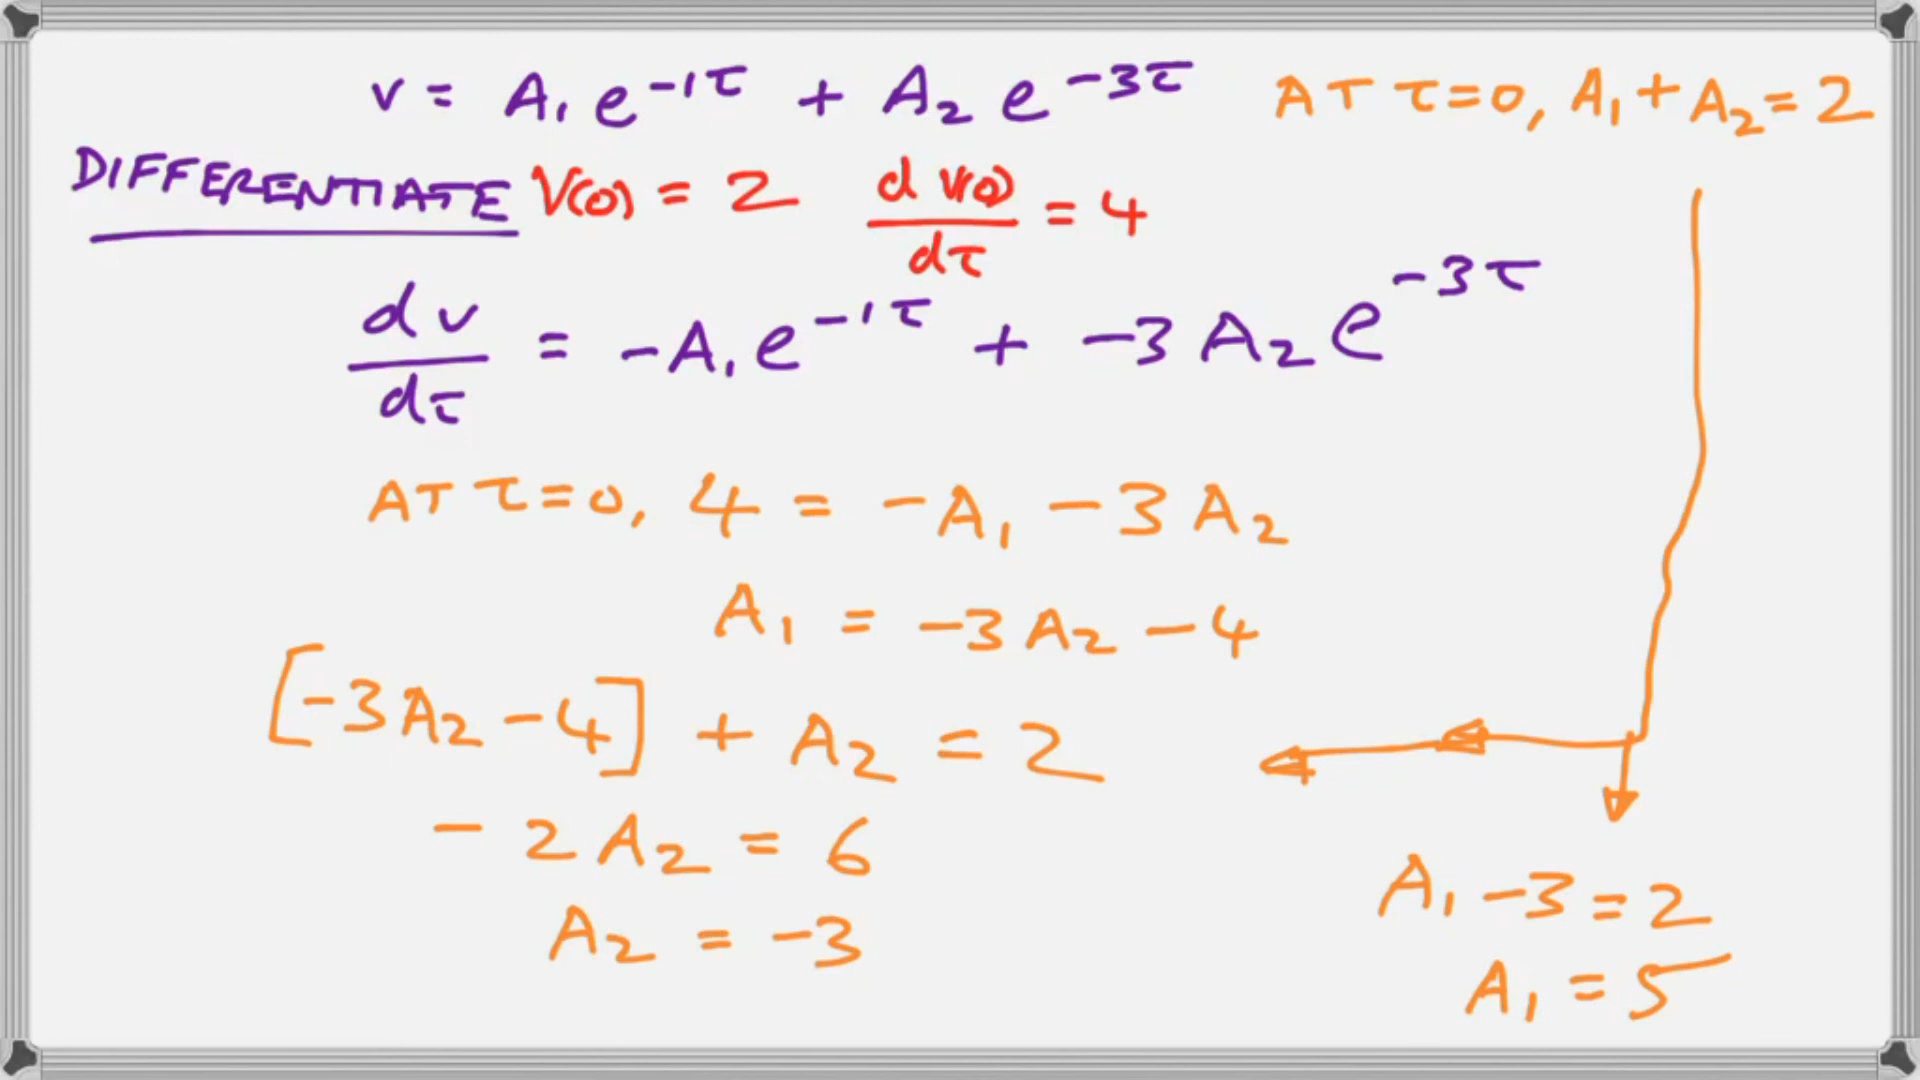 v = A₁e^{-1τ} + A₂e^{-3τ} AT τ=0, A₁+A₂=2
DIFFERENTIATE V(0) = 2 dV(0)/dτ = 4
dv/dτ = -A₁e^{-1τ} + -3A₂e^{-3τ}
AT τ=0, 4 = -A₁ -3A₂
A₁ = -3A₂ -4
[-3A₂ -4] + A₂ = 2
-2A₂ = 6
A₂ = -3
A₁ -3 = 2
A₁ = 5